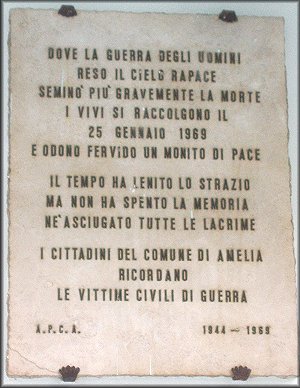 DOVE LA GUERRA DEGLI UOMINI
RESO IL CIELO RAPACE
SEMINO' PIU' GRAVEMENTE LA MORTE
I VIVI SI RACCOLGONO IL
25 GENNAIO 1969
E ODONO FERVIDO UN MONITO DI PACE
IL TEMPO HA LENITO LO STRAZIO
MA NON HA SPENTO LA MEMORIA
NE' ASCIUGATO TUTTE LE LACRIME
I CITTADINI DEL COMUNE DI AMELIA
RICORDANO
LE VITTIME CIVILI DI GUERRA
A.P.C.A. 1944 - 1969